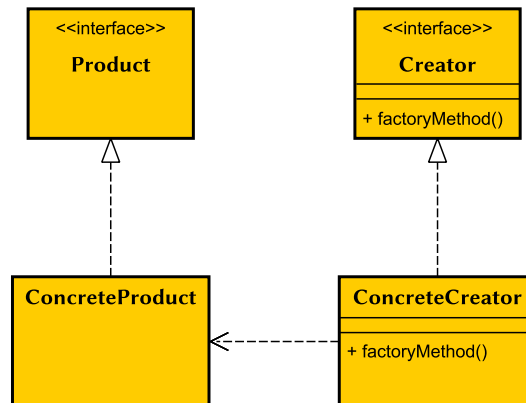 <<interface>>
Product
<<interface>>
Creator
+ factoryMethod()
ConcreteProduct
ConcreteCreator
+ factoryMethod()